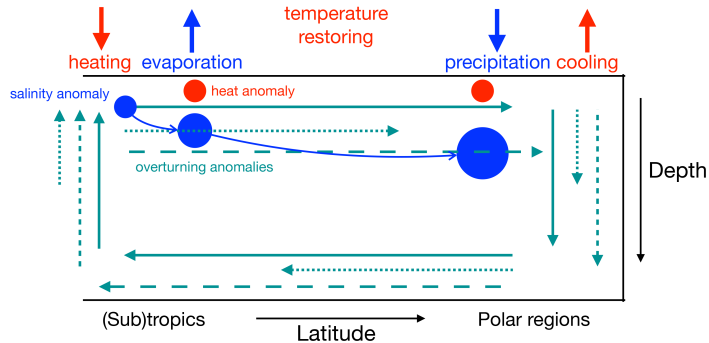 temperature
restoring
heating evaporation
precipitation cooling
salinity anomaly
heat anomaly
overturning anomalies
Depth
(Sub)tropics
Latitude
Polar regions